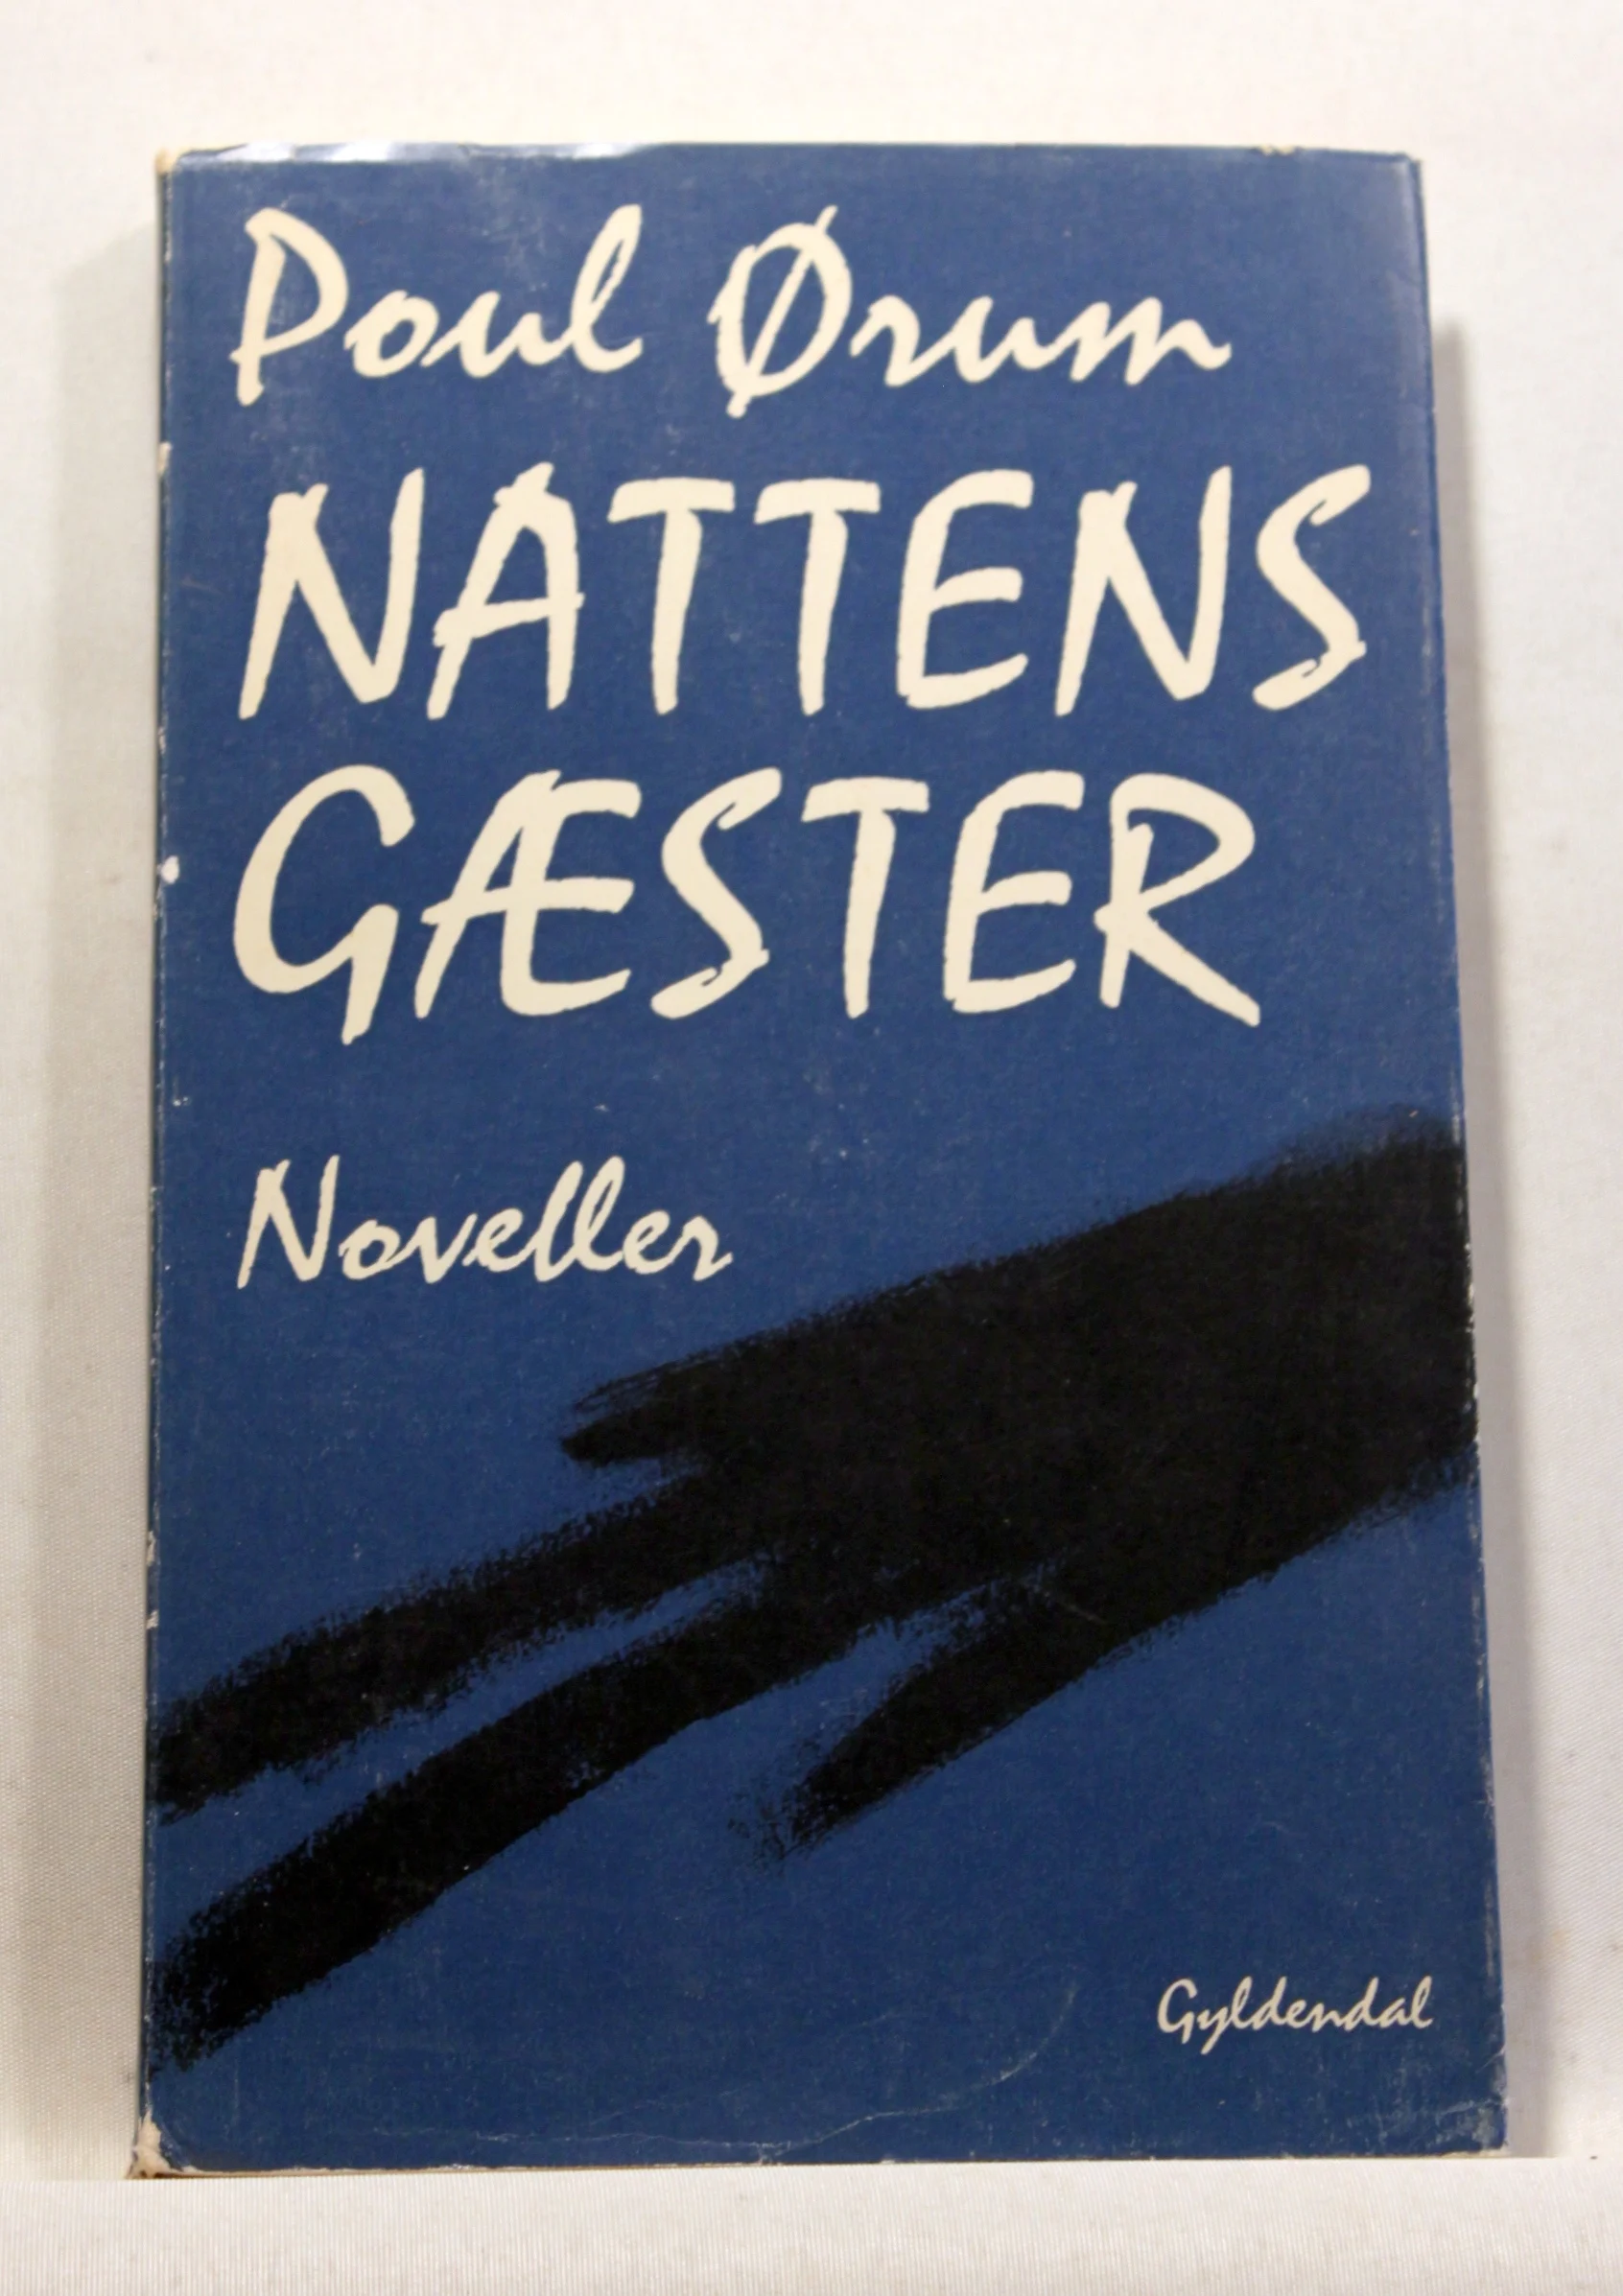 Poul Ørum
NATTENS
GÆSTER
Noveller
Gyldendal